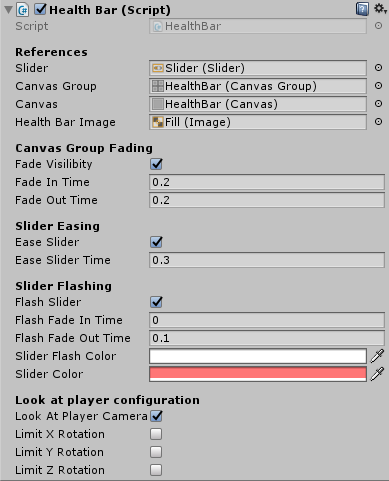 Health Bar (Script)
Script HealthBar
References
Slider Slider (Slider)
Canvas Group HealthBar (Canvas Group)
Canvas HealthBar (Canvas)
Health Bar Image Fill (Image)
Canvas Group Fading
Fade Visilibity
Fade In Time 0.2
Fade Out Time 0.2
Slider Easing
Ease Slider
Ease Slider Time 0.3
Slider Flashing
Flash Slider
Flash Fade In Time 0
Flash Fade Out Time 0.1
Slider Flash Color
Slider Color
Look at player configuration
Look At Player Camera
Limit X Rotation
Limit Y Rotation
Limit Z Rotation